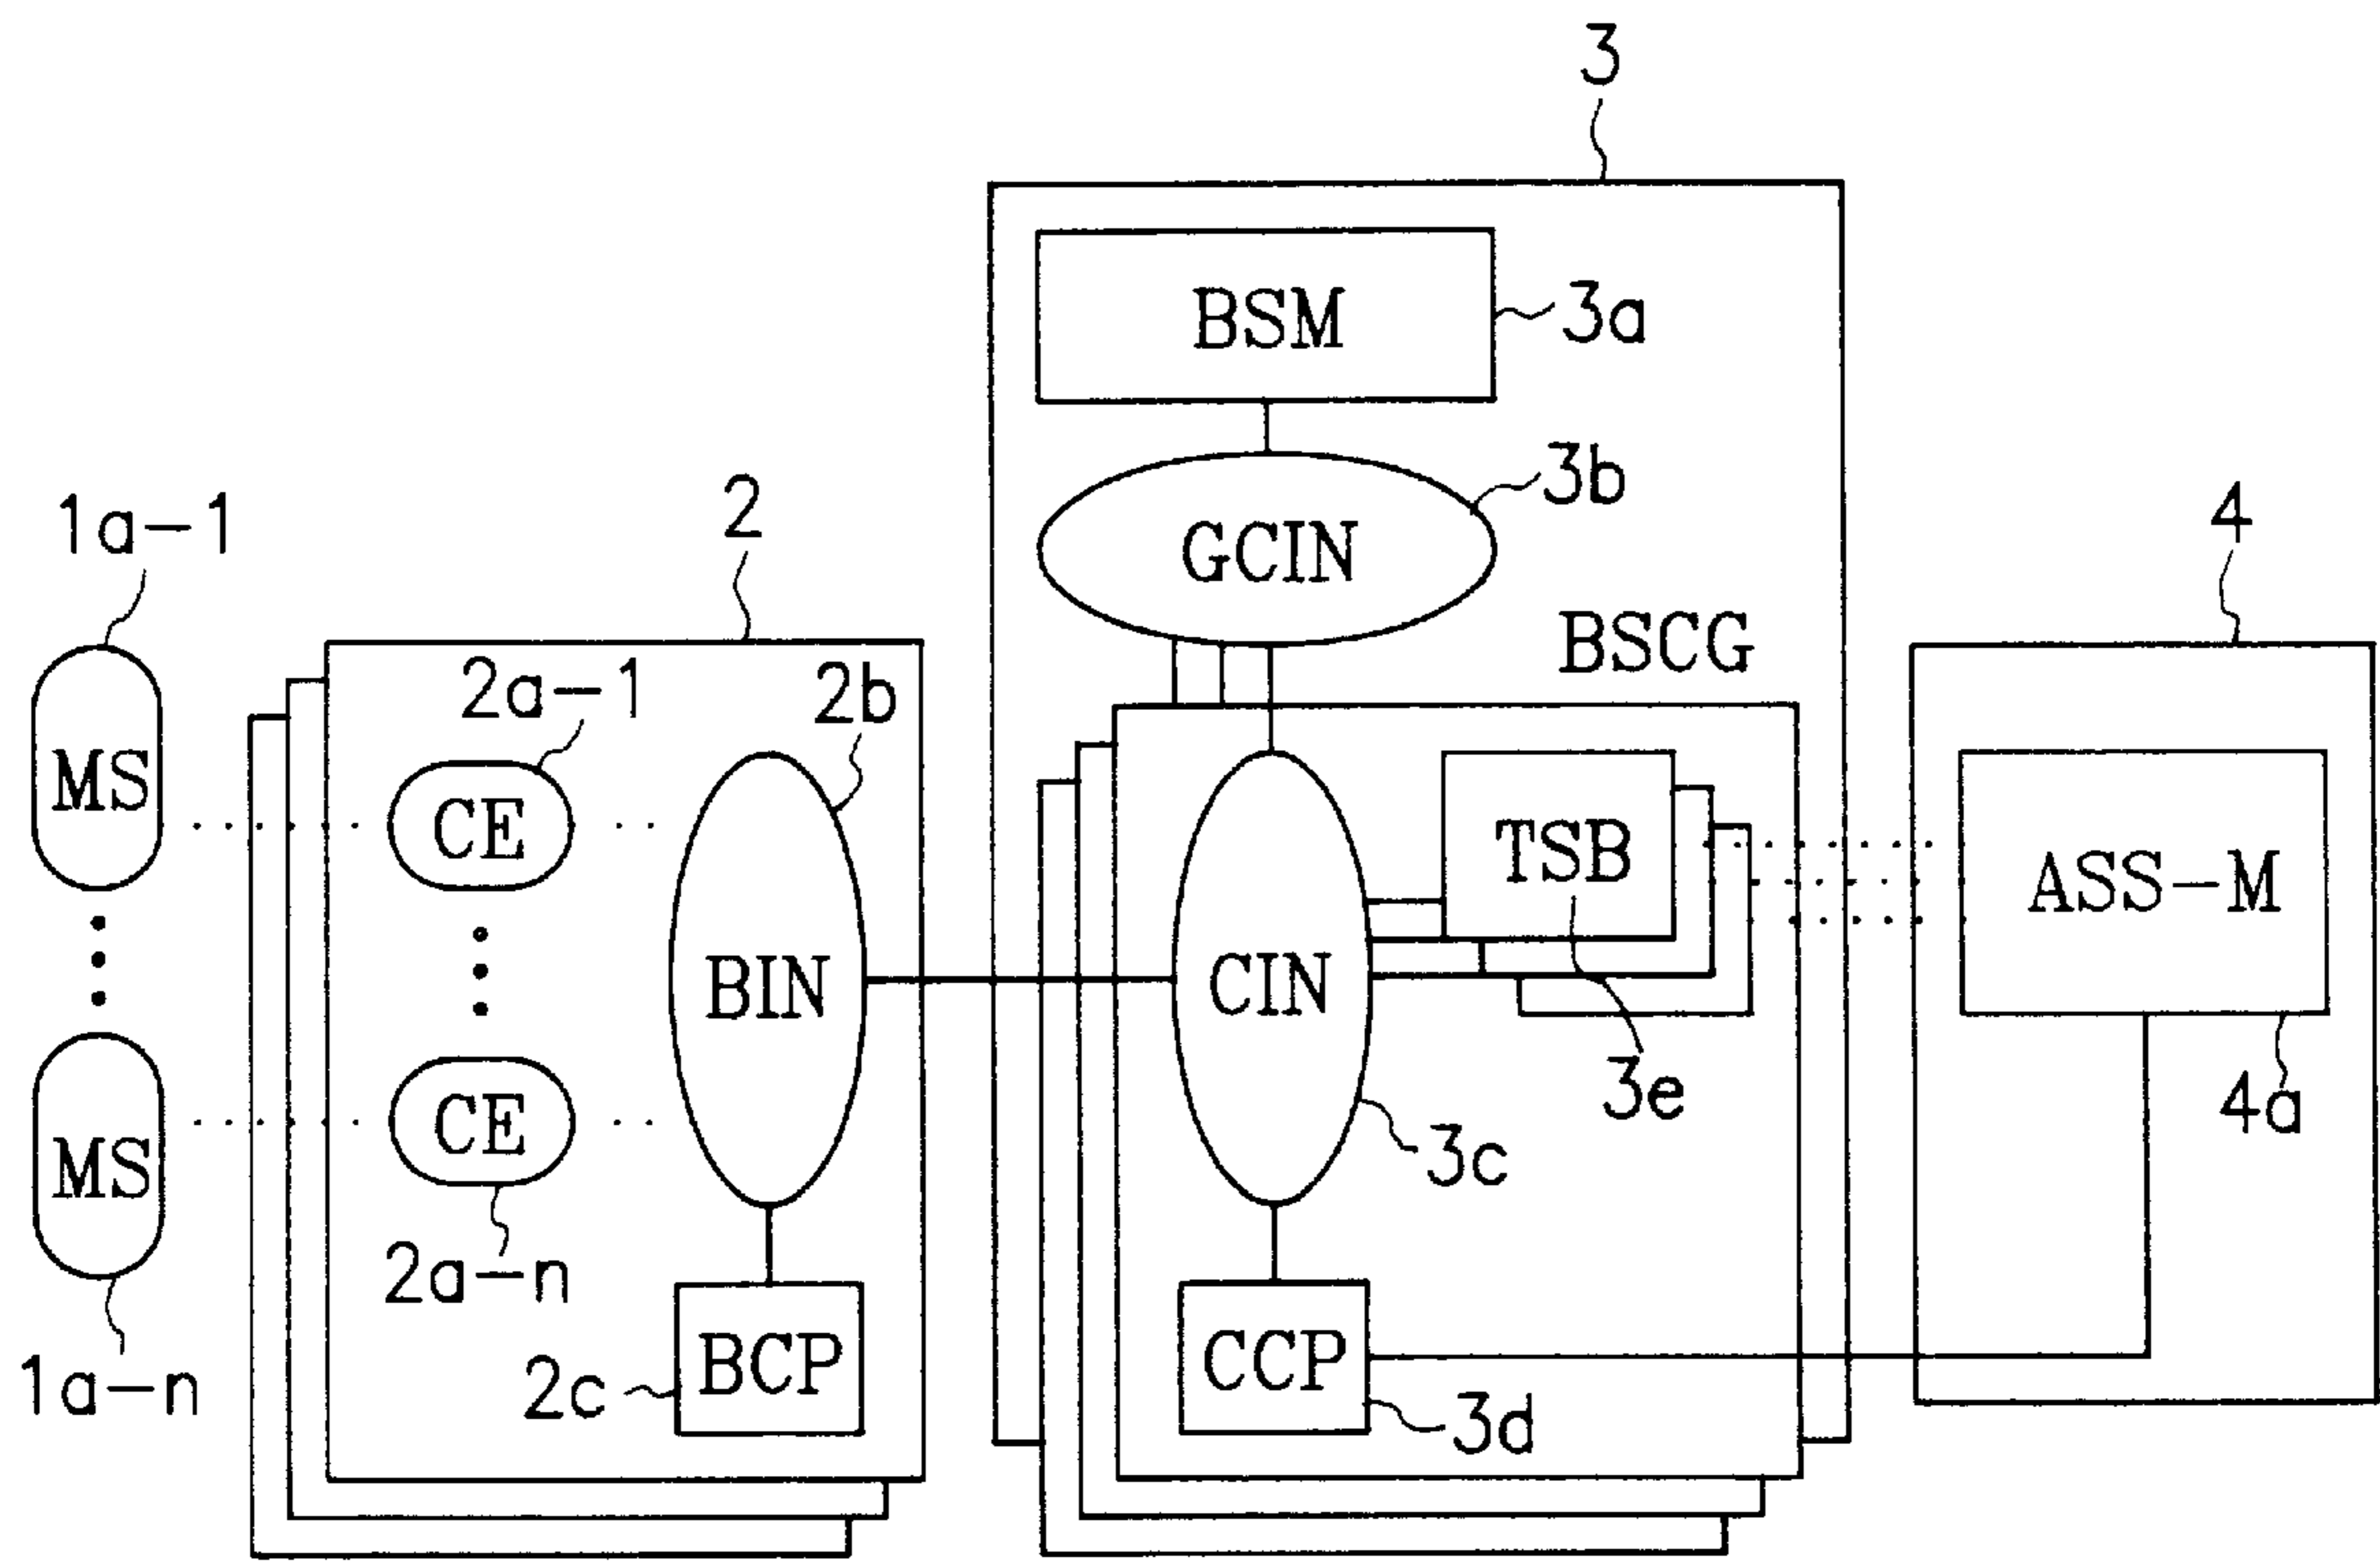 3
BSM
3a
3b
GCIN
BSCG
1a-1
2
4
2a-1
2b
MS
CE
TSB
ASS-M
BIN
CIN
3e
4a
MS
CE
3c
2a-n
1a-n
2c
BCP
CCP
3d